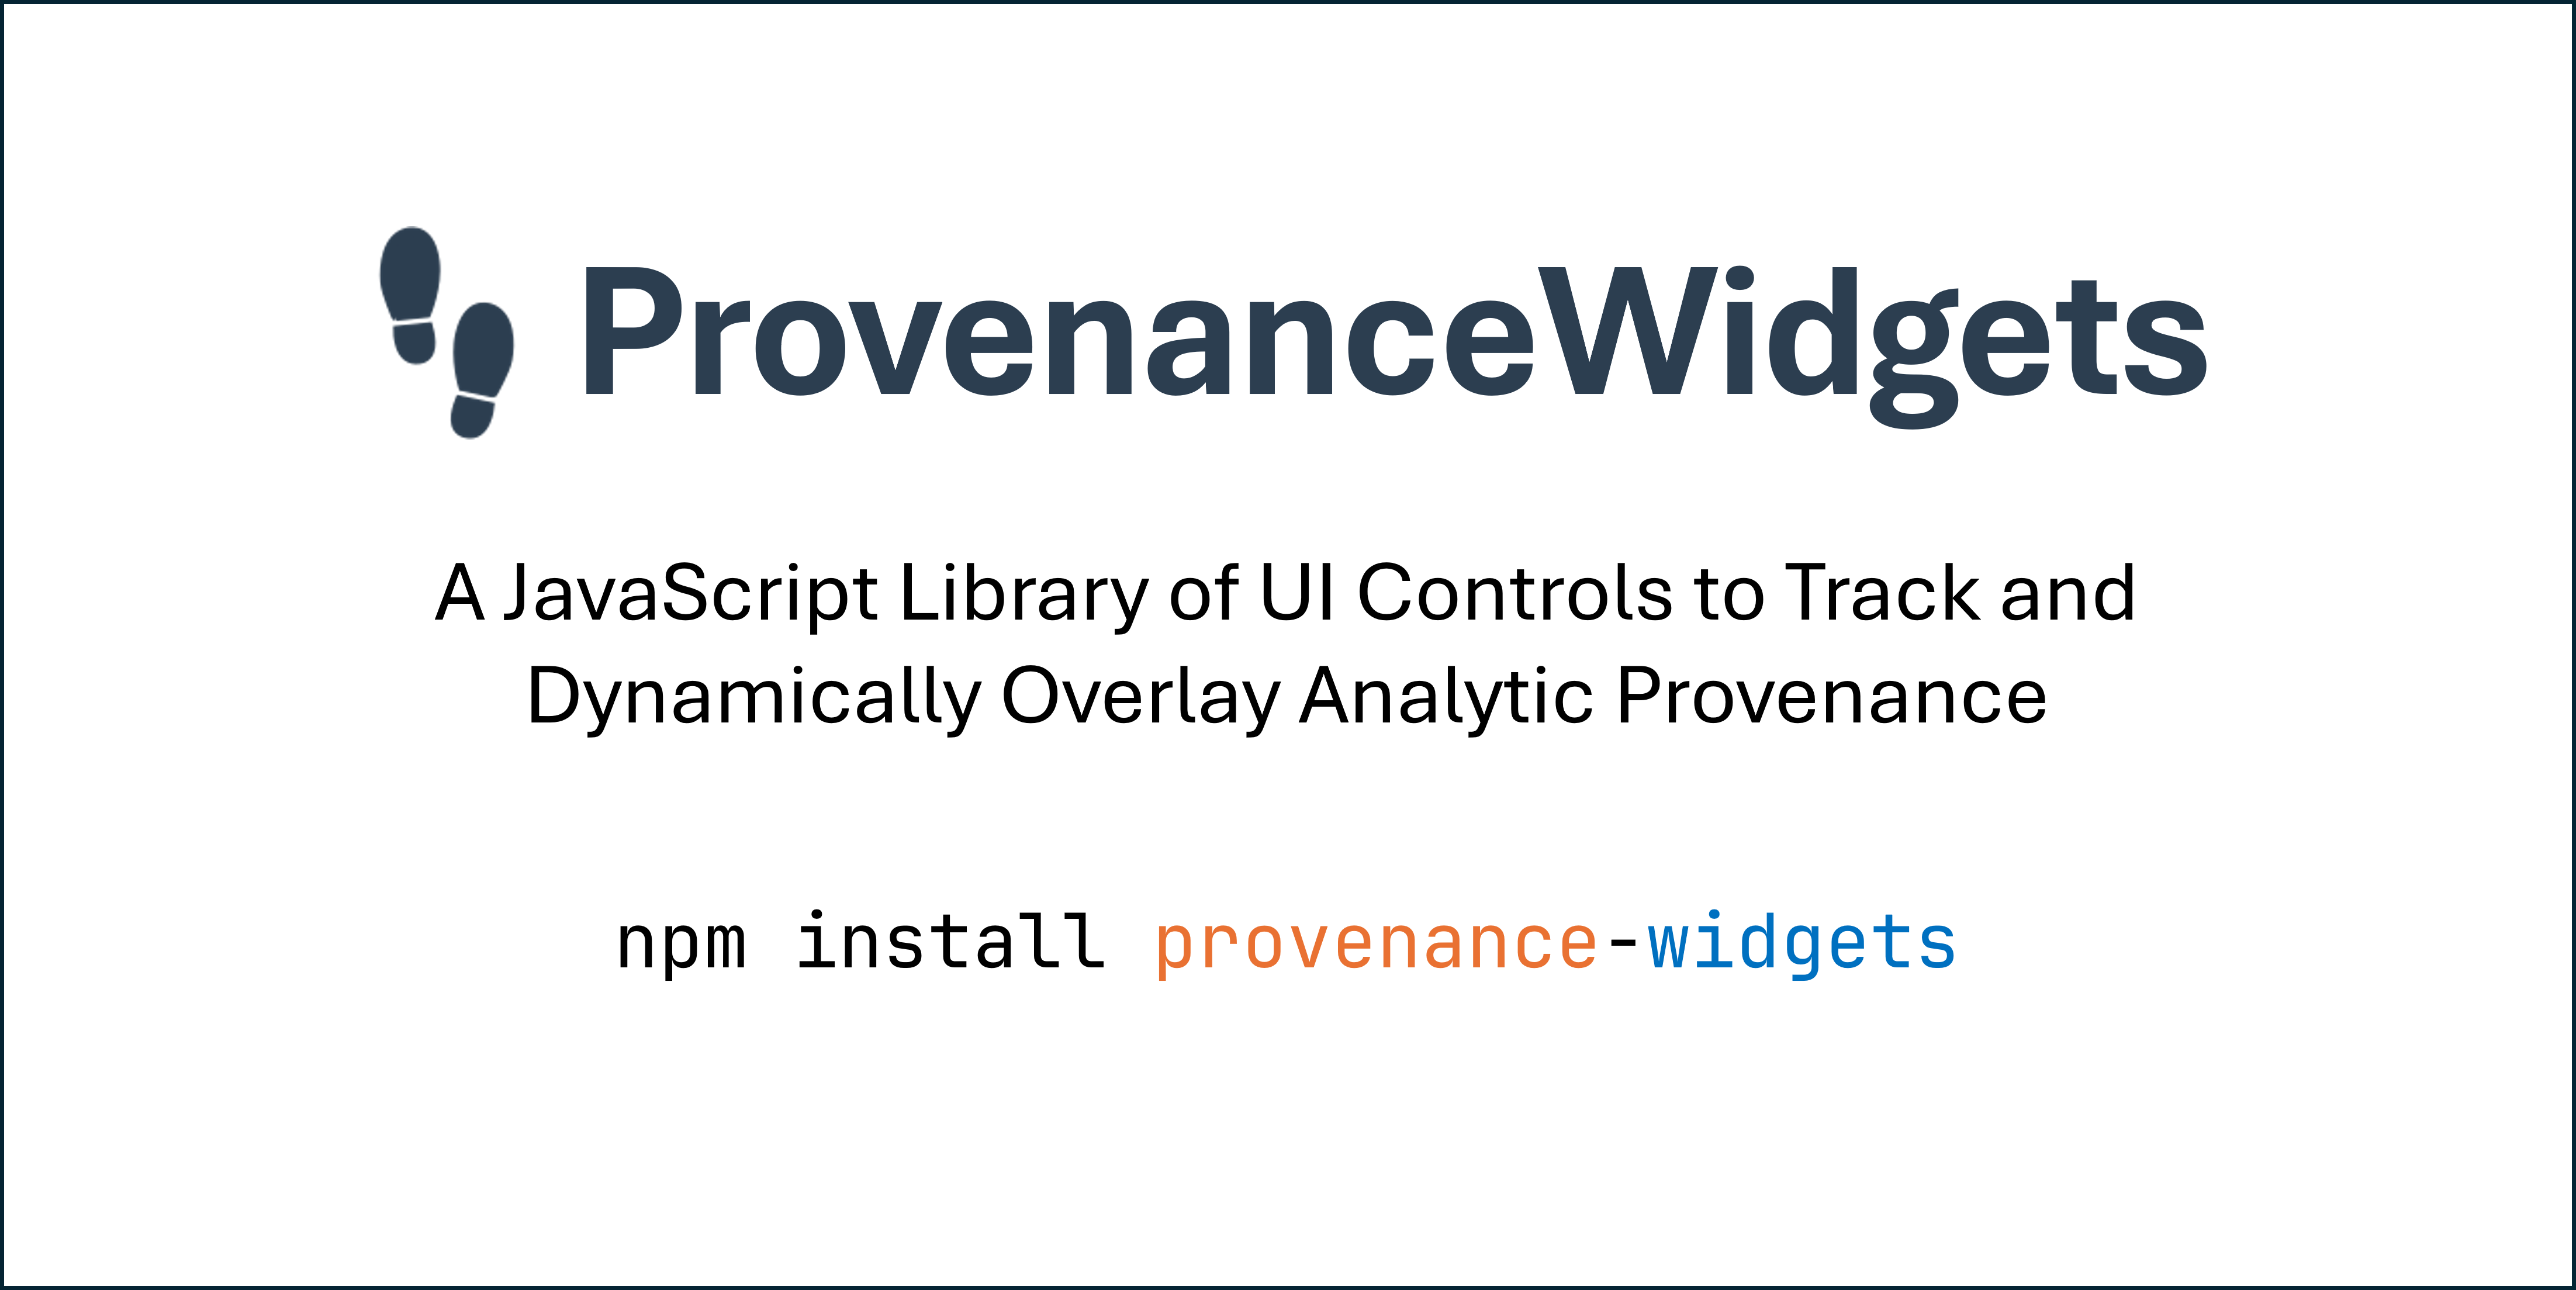 ProvenanceWidgets
A JavaScript Library of UI Controls to Track and
Dynamically Overlay Analytic Provenance
npm install provenance-widgets